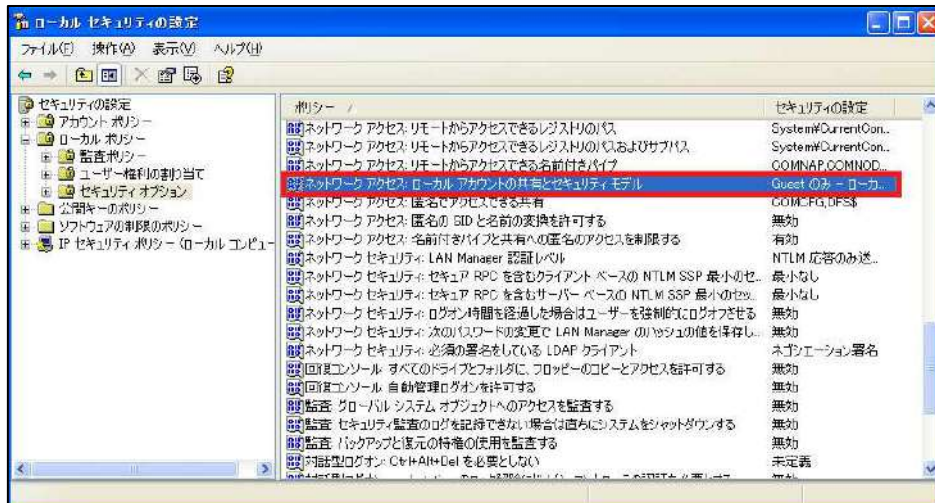 ローカル セキュリティの設定
ファイル(F) 操作(A) 表示(V) ヘルプ(H)
セキュリティの設定
アカウント ポリシー
ローカル ポリシー
監査ポリシー
ユーザー権利の割り当て
セキュリティ オプション
公開キーのポリシー
ソフトウェアの制限のポリシー
IP セキュリティ ポリシー (ローカル コンピュー
ポリシー / セキュリティの設定
ネットワーク アクセス: リモートからアクセスできるレジストリのパス System¥CurrentCon...
ネットワーク アクセス: リモートからアクセスできるレジストリのパスおよびサブパス System¥CurrentCon...
ネットワーク アクセス: リモートからアクセスできる名前付きパイプ COMNAP,COMNOD...
ネットワーク アクセス: ローカル アカウントの共有とセキュリティ モデル Guest のみ - ローカ...
ネットワーク アクセス: 匿名でアクセスできる共有 COMCFG,DFS$
ネットワーク アクセス: 匿名の SID と名前の変換を許可する 無効
ネットワーク アクセス: 名前付きパイプと共有への匿名のアクセスを制限する 有効
ネットワーク セキュリティ: LAN Manager 認証レベル NTLM 応答のみ送...
ネットワーク セキュリティ: セキュア RPC を含むクライアント ベースの NTLM SSP 最小のセ... 最小なし
ネットワーク セキュリティ: セキュア RPC を含むサーバー ベースの NTLM SSP 最小のセッ... 最小なし
ネットワーク セキュリティ: ログオン時間を経過した場合はユーザーを強制的にログオフさせる 無効
ネットワーク セキュリティ: 次のパスワードの変更で LAN Manager のハッシュの値を保存し... 無効
ネットワーク セキュリティ: 必須の署名をしている LDAP クライアント ネゴシエーション署名
回復コンソール: すべてのドライブとフォルダに、フロッピーのコピーとアクセスを許可する 無効
回復コンソール: 自動管理ログオンを許可する 無効
監査: グローバル システム オブジェクトへのアクセスを監査する 無効
監査: セキュリティ監査のログを記録できない場合は直ちにシステムをシャットダウンする 無効
監査: バックアップと復元の特権の使用を監査する 無効
対話型ログオン: Ctrl+Alt+Del を必要としない 未定義